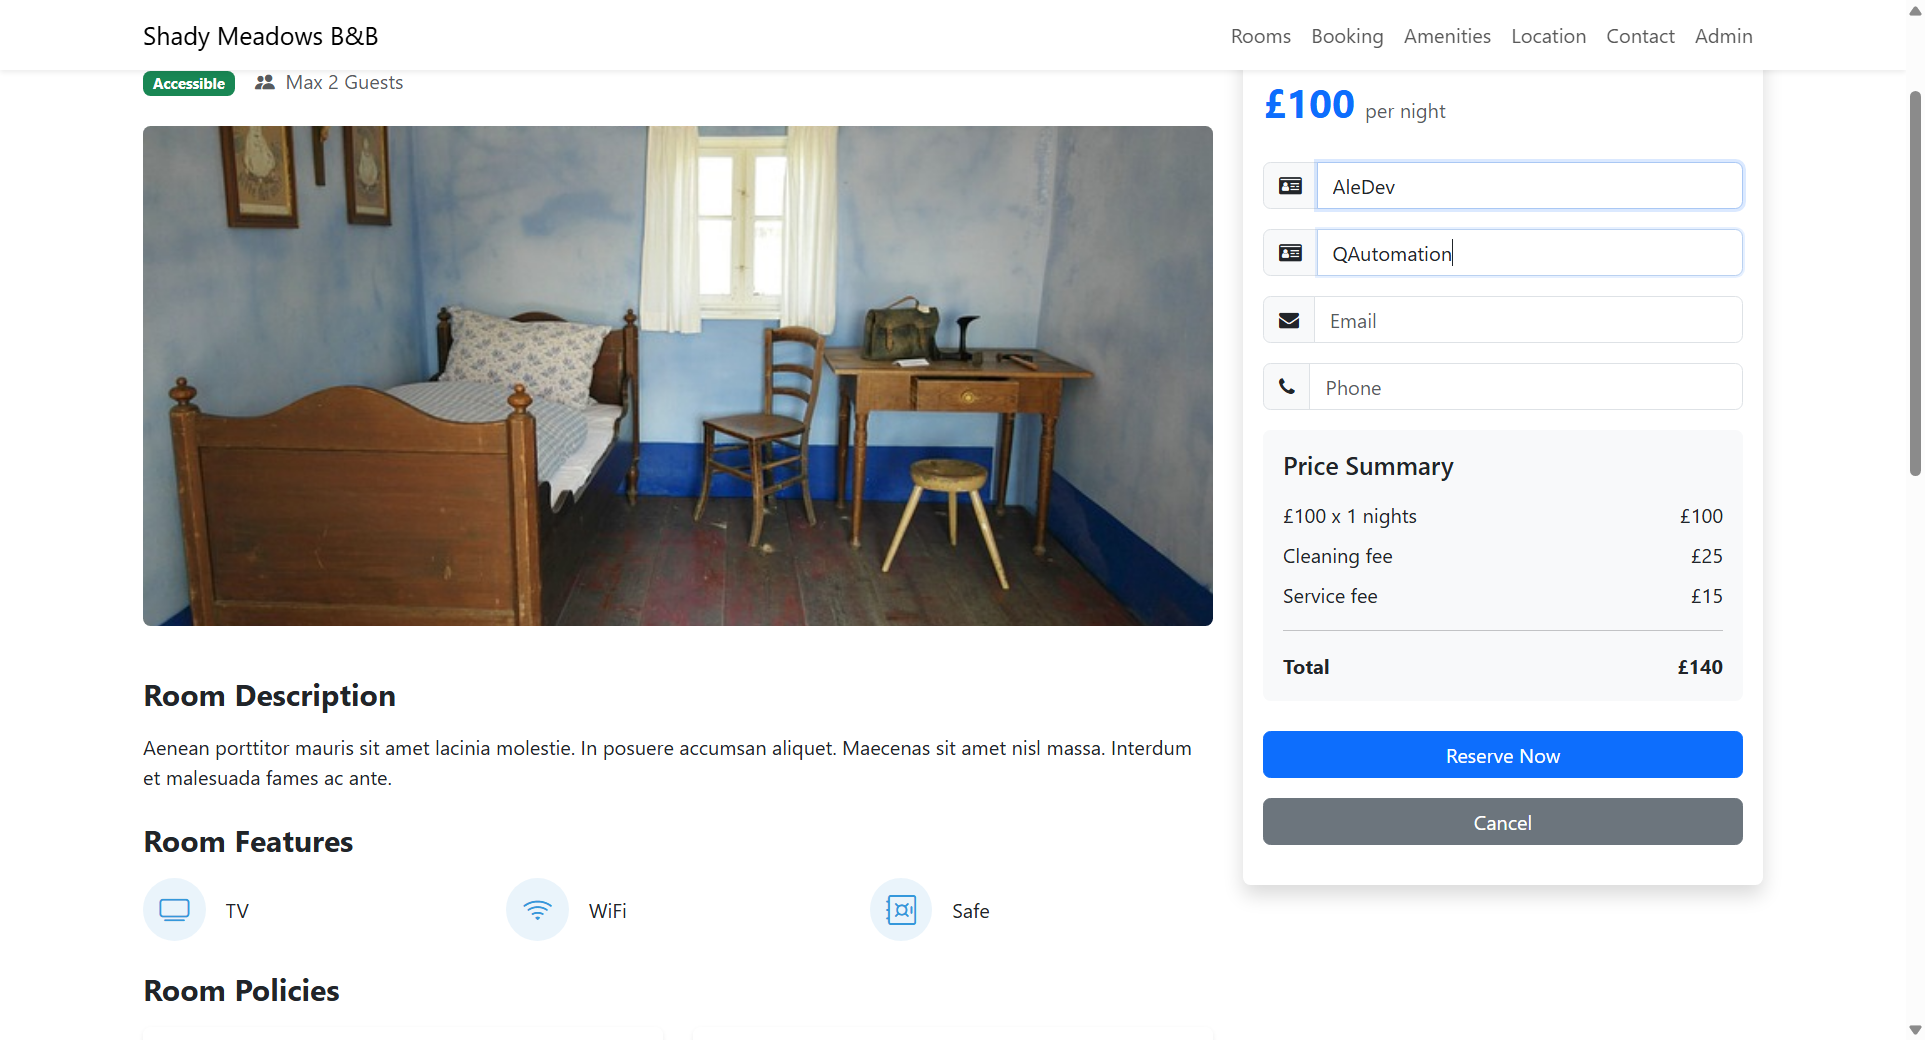 Shady Meadows B&B
Rooms Booking Amenities Location Contact Admin
Accessible Max 2 Guests
£100 per night
AleDev
QAutomation
Email
Phone
Price Summary
£100 x 1 nights £100
Cleaning fee £25
Service fee £15
Total £140
Reserve Now
Cancel
Room Description
Aenean porttitor mauris sit amet lacinia molestie. In posuere accumsan aliquet. Maecenas sit amet nisl massa. Interdum
et malesuada fames ac ante.
Room Features
TV WiFi Safe
Room Policies